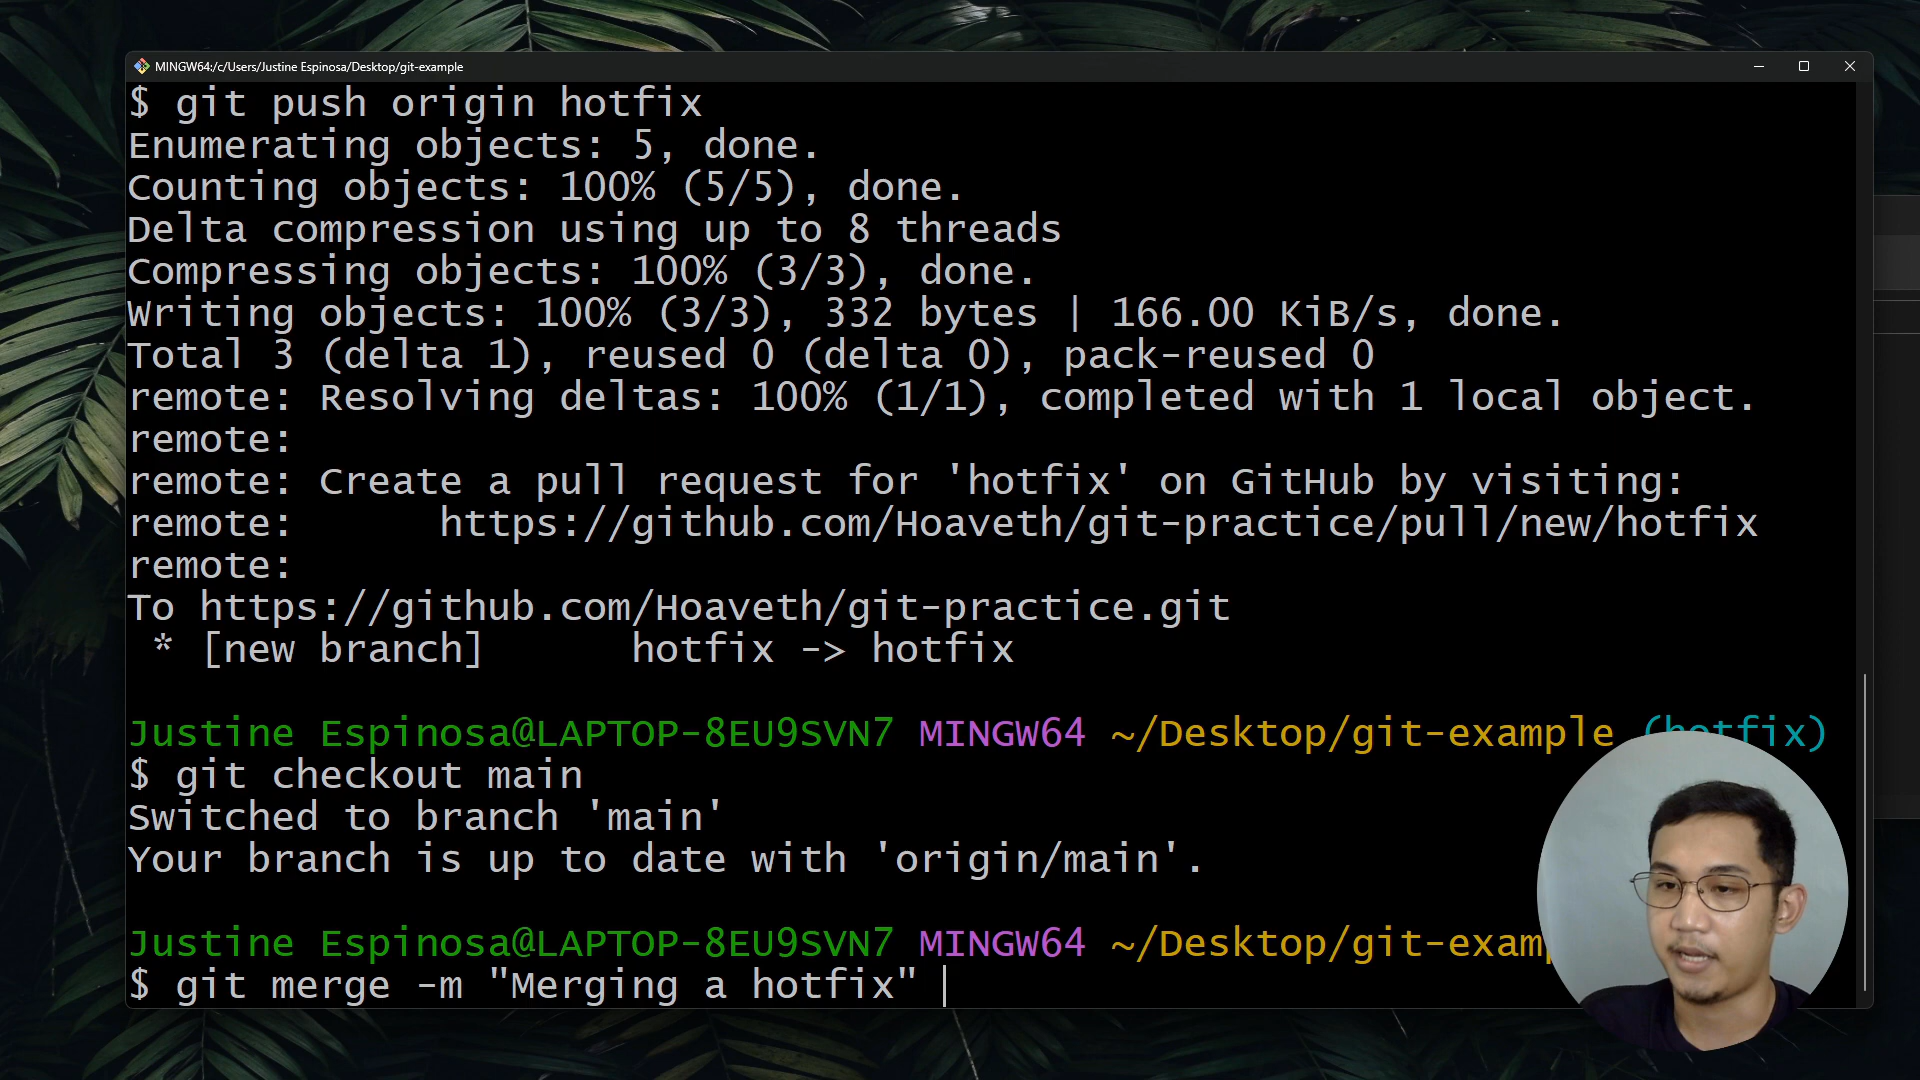 MINGW64:/c/Users/Justine Espinosa/Desktop/git-example
$ git push origin hotfix
Enumerating objects: 5, done.
Counting objects: 100% (5/5), done.
Delta compression using up to 8 threads
Compressing objects: 100% (3/3), done.
Writing objects: 100% (3/3), 332 bytes | 166.00 KiB/s, done.
Total 3 (delta 1), reused 0 (delta 0), pack-reused 0
remote: Resolving deltas: 100% (1/1), completed with 1 local object.
remote:
remote: Create a pull request for 'hotfix' on GitHub by visiting:
remote:      https://github.com/Hoaveth/git-practice/pull/new/hotfix
remote:
To https://github.com/Hoaveth/git-practice.git
 * [new branch]      hotfix -> hotfix
Justine Espinosa@LAPTOP-8EU9SVN7 MINGW64 ~/Desktop/git-example (hotfix)
$ git checkout main
Switched to branch 'main'
Your branch is up to date with 'origin/main'.
Justine Espinosa@LAPTOP-8EU9SVN7 MINGW64 ~/Desktop/git-exam
$ git merge -m "Merging a hotfix"